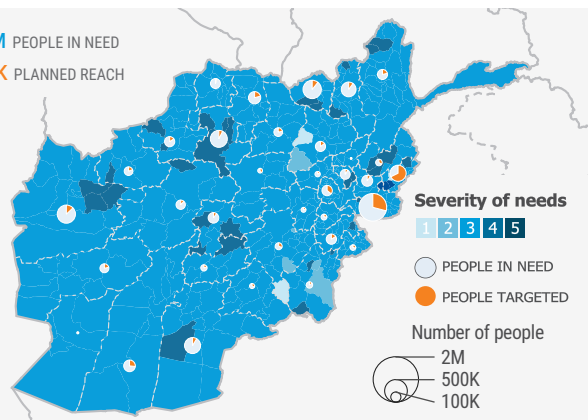 M PEOPLE IN NEED
K PLANNED REACH
Severity of needs
1 2 3 4 5
PEOPLE IN NEED
PEOPLE TARGETED
Number of people
2M
500K
100K